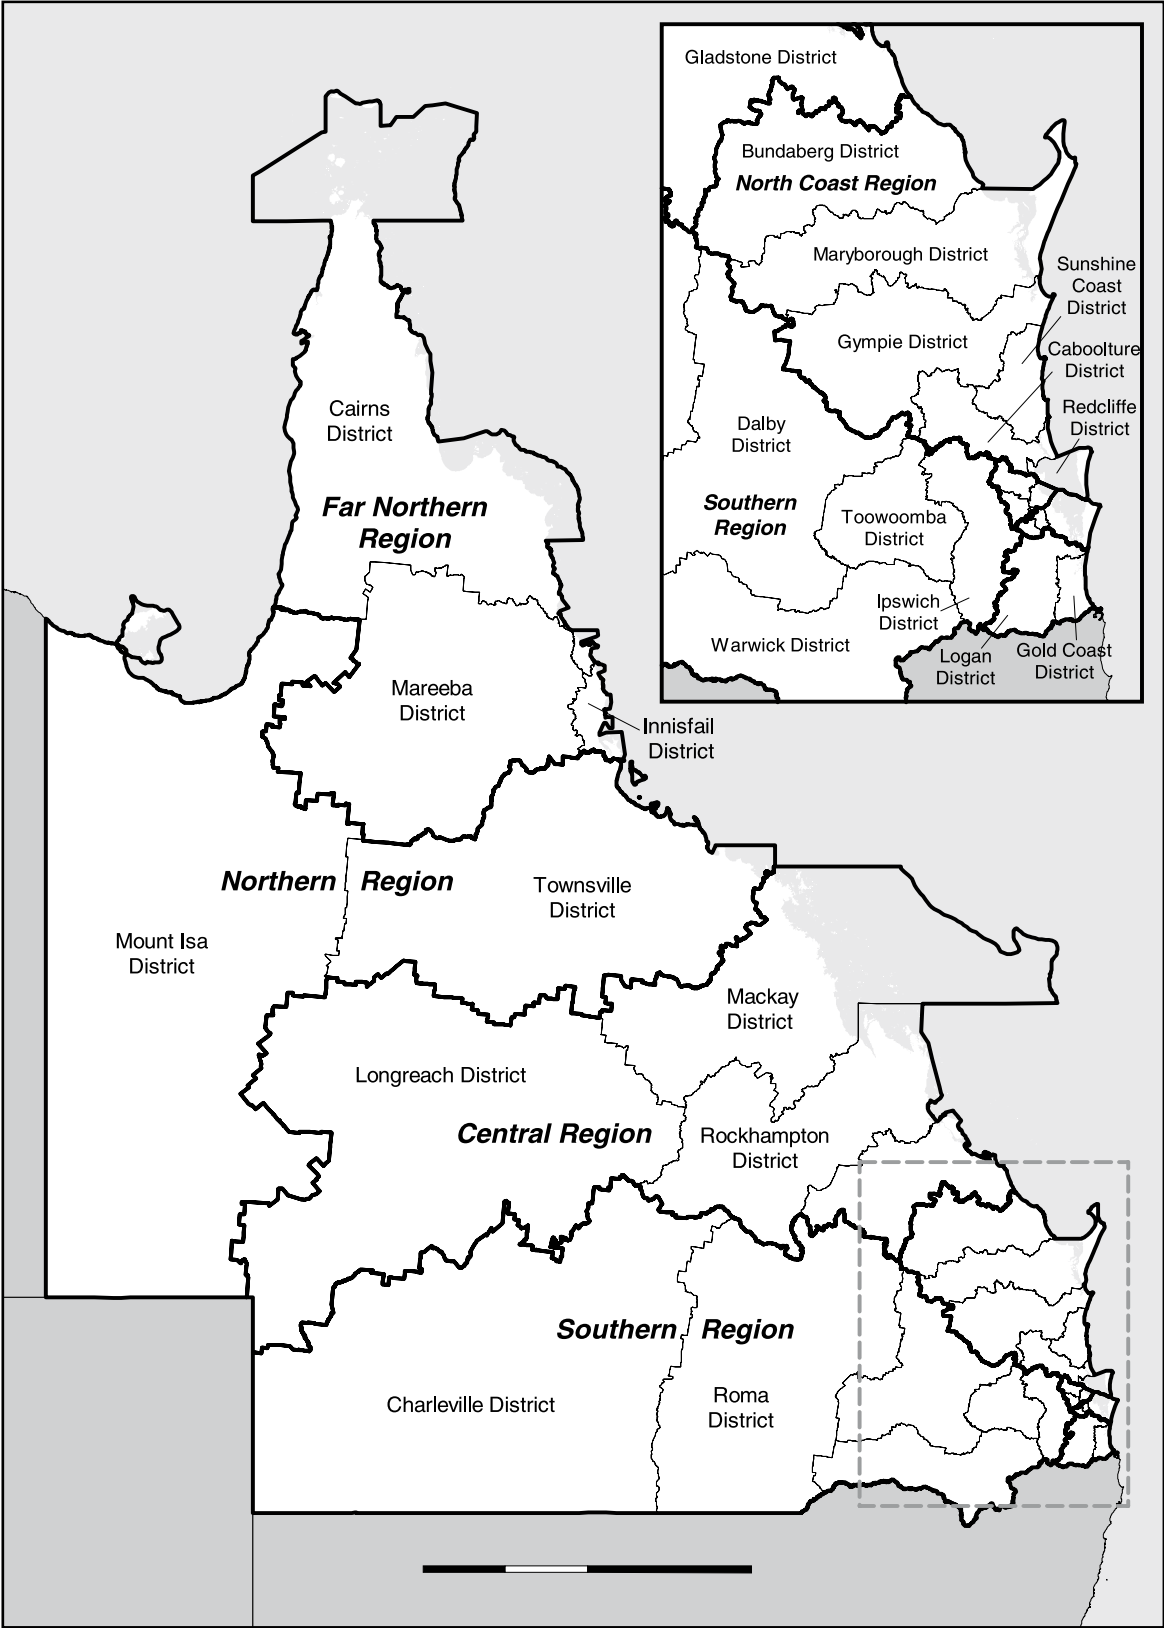 Gladstone District
Bundaberg District
North Coast Region
Maryborough District
Sunshine
Coast
District
Gympie District
Caboolture
District
Redcliffe
District
Dalby
District
Southern
Region
Toowoomba
District
Ipswich
District
Warwick District
Logan
District
Gold Coast
District
Cairns
District
Far Northern
Region
Mareeba
District
Innisfail
District
Northern Region
Townsville
District
Mount Isa
District
Mackay
District
Longreach District
Central Region
Rockhampton
District
Southern Region
Charleville District
Roma
District